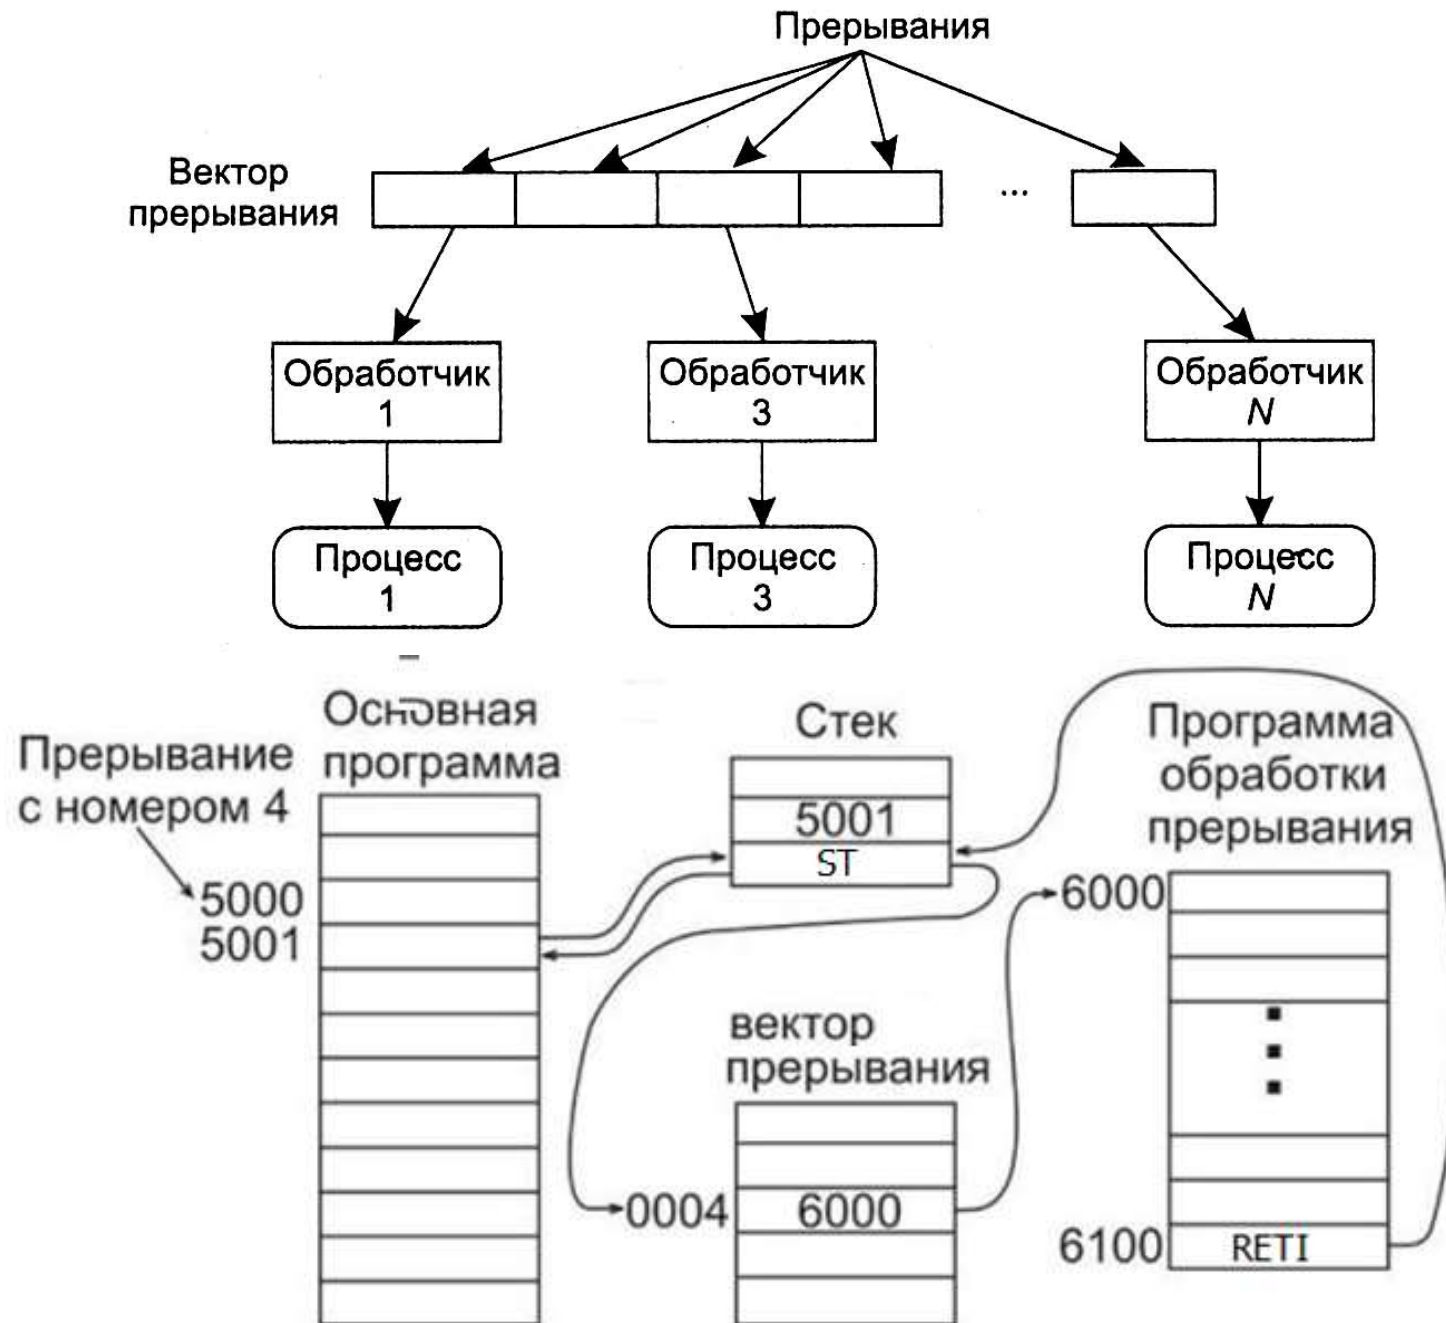 Прерывания
Вектор
прерывания
...
Обработчик
1
Обработчик
3
Обработчик
N
Процесс
1
Процесс
3
Процесс
N
Прерывание
с номером 4
Основная
программа
5000
5001
Стек
5001
ST
Программа
обработки
прерывания
6000
6100
RETI
вектор
прерывания
0004
6000